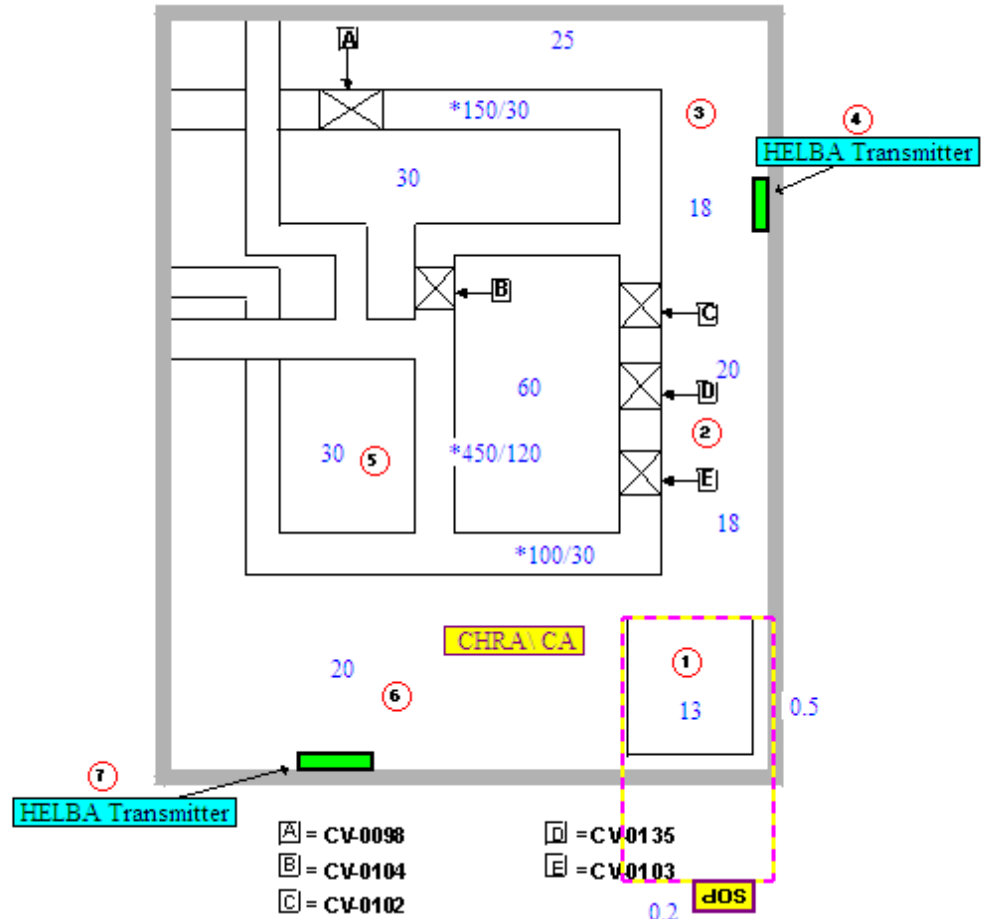 A
25
*150/30
3
4
HELBA Transmitter
30
18
B
C
60
20
D
2
30
5
*450/120
E
18
*100/30
CHRA\ CA
1
20
6
13
0.5
7
HELBA Transmitter
A = CV-0098
D =CV-0135
B = CV-0104
E =CV-0103
C = CV-0102
SOP
0.2